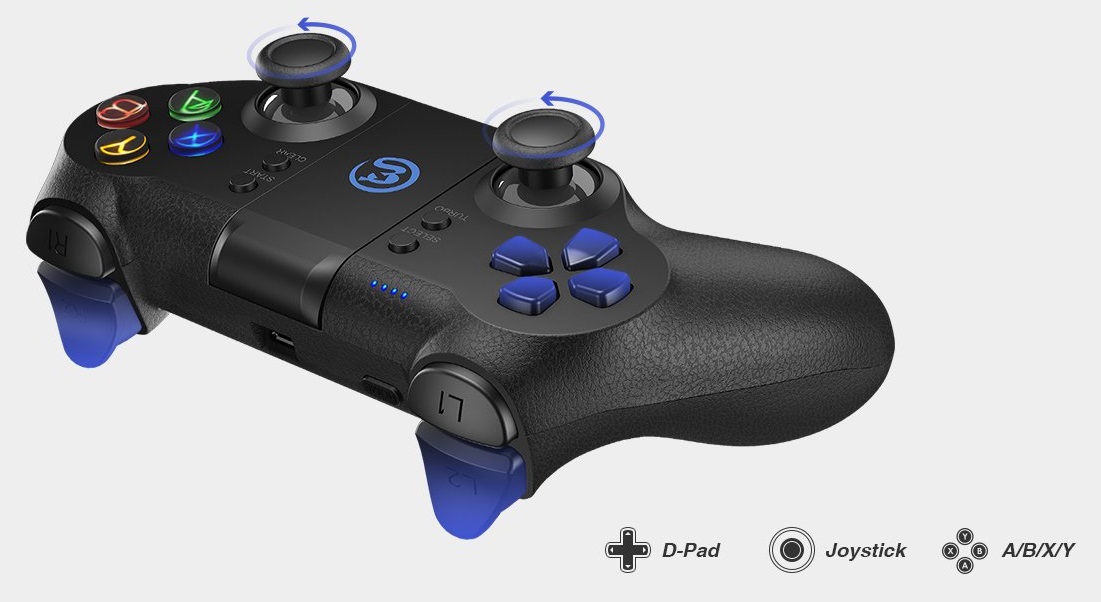 B
A
Y
X
CLEAR
START
TURBO
SELECT
R1
L1
L2
D-Pad
Joystick
Y
X B
A
A/B/X/Y